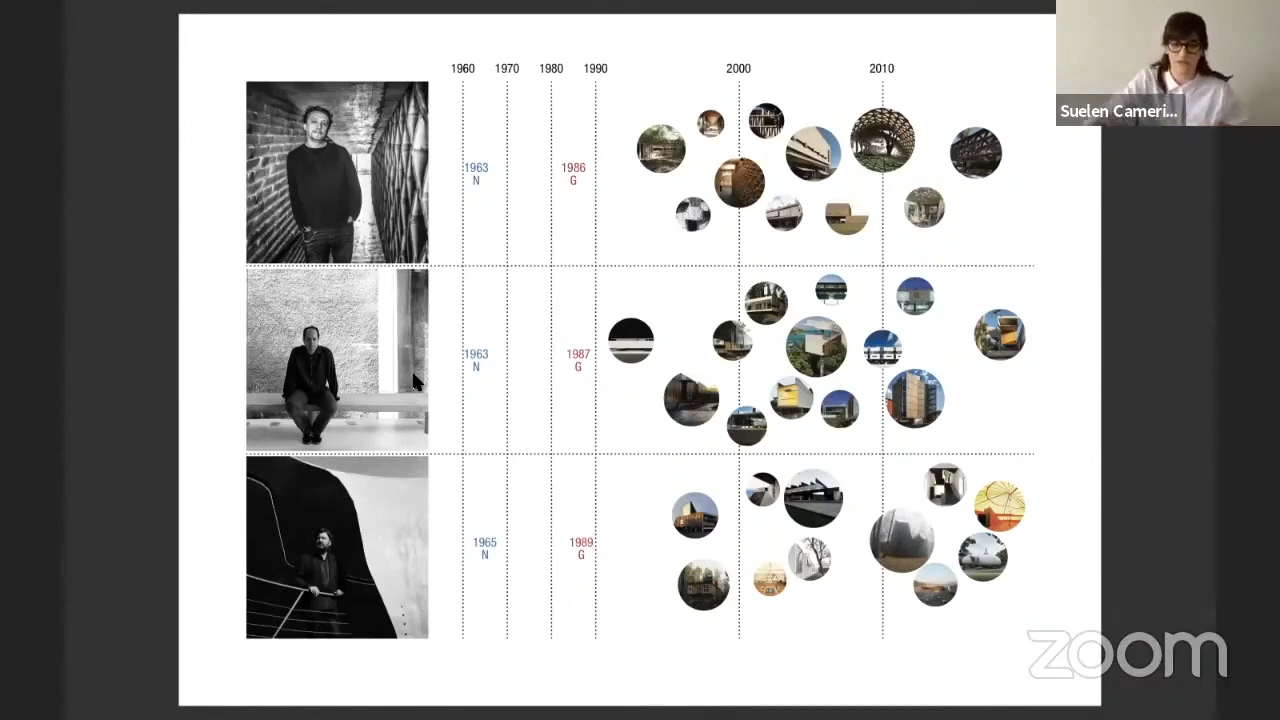 Suelen Cameri...
1960 1970 1980 1990 2000 2010
1963 1986
N G
1963 1987
N G
1965 1989
N G
zoom